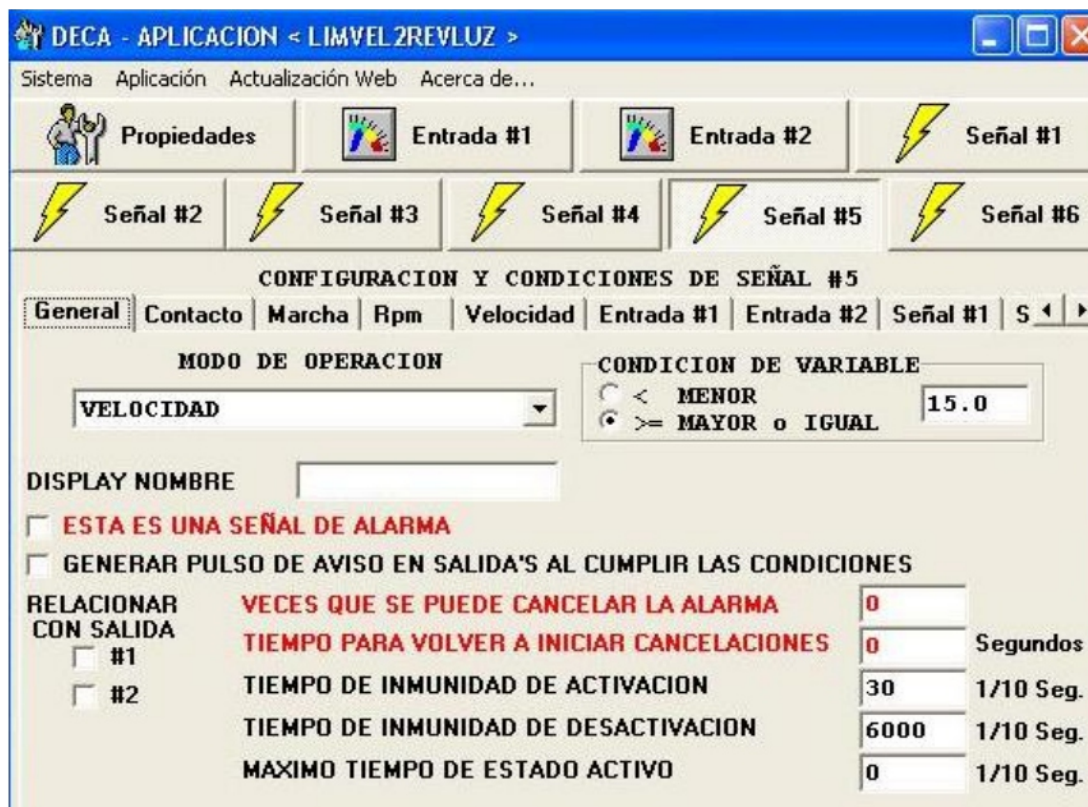 DECA - APLICACION < LIMVEL2REVLUZ >
Sistema Aplicación Actualización Web Acerca de...
Propiedades Entrada #1 Entrada #2 Señal #1
Señal #2 Señal #3 Señal #4 Señal #5 Señal #6
CONFIGURACION Y CONDICIONES DE SEÑAL #5
General Contacto Marcha Rpm Velocidad Entrada #1 Entrada #2 Señal #1 S
MODO DE OPERACION
VELOCIDAD
CONDICION DE VARIABLE
< MENOR
>= MAYOR o IGUAL
15.0
DISPLAY NOMBRE
ESTA ES UNA SEÑAL DE ALARMA
GENERAR PULSO DE AVISO EN SALIDA'S AL CUMPLIR LAS CONDICIONES
RELACIONAR
CON SALIDA
#1
#2
VECES QUE SE PUEDE CANCELAR LA ALARMA 0
TIEMPO PARA VOLVER A INICIAR CANCELACIONES 0 Segundos
TIEMPO DE INMUNIDAD DE ACTIVACION 30 1/10 Seg.
TIEMPO DE INMUNIDAD DE DESACTIVACION 6000 1/10 Seg.
MAXIMO TIEMPO DE ESTADO ACTIVO 0 1/10 Seg.